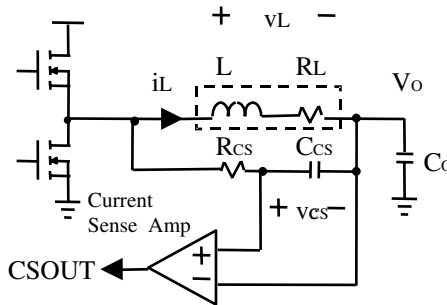 + vL −
iL L RL VO
RCS CCS CO
Current + vcs −
Sense Amp
CSOUT + −